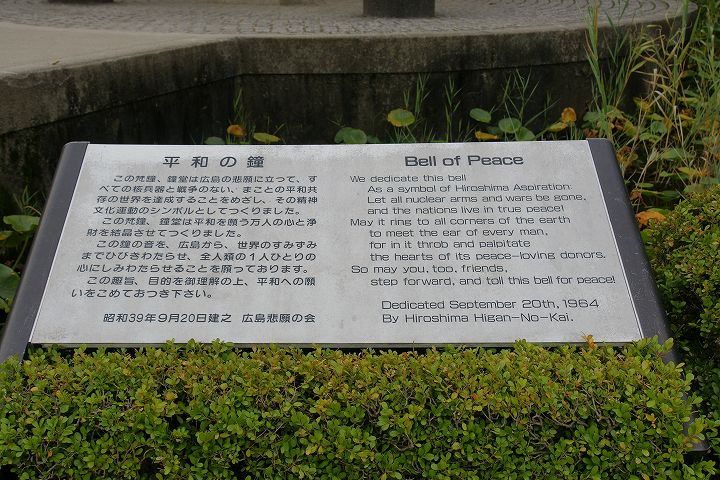 平和の鐘
この梵鐘、鐘堂は広島の悲願に立って、す
べての核兵器と戦争のない、まことの平和共
存の世界を達成することをめざし、その精神
文化運動のシンボルとしてつくりました。
この梵鐘、鐘堂は平和を願う万人の心と浄
財を結晶させてつくりました。
この鐘の音を、広島から、世界のすみずみ
までひびきわたらせ、全人類の1人ひとりの
心にしみわたらせることを願っております。
この趣旨、目的を御理解の上、平和への願
いをこめておつき下さい。
昭和39年9月20日建之 広島悲願の会
Bell of Peace
We dedicate this bell
As a symbol of Hiroshima Aspiration:
Let all nuclear arms and wars be gone,
and the nations live in true peace!
May it ring to all corners of the earth
to meet the ear of every man,
for in it throb and palpitate
the hearts of its peace-loving donors.
So may you, too, friends,
step forward, and toll this bell for peace!
Dedicated September 20th, 1964
By Hiroshima Higan-No-Kai.